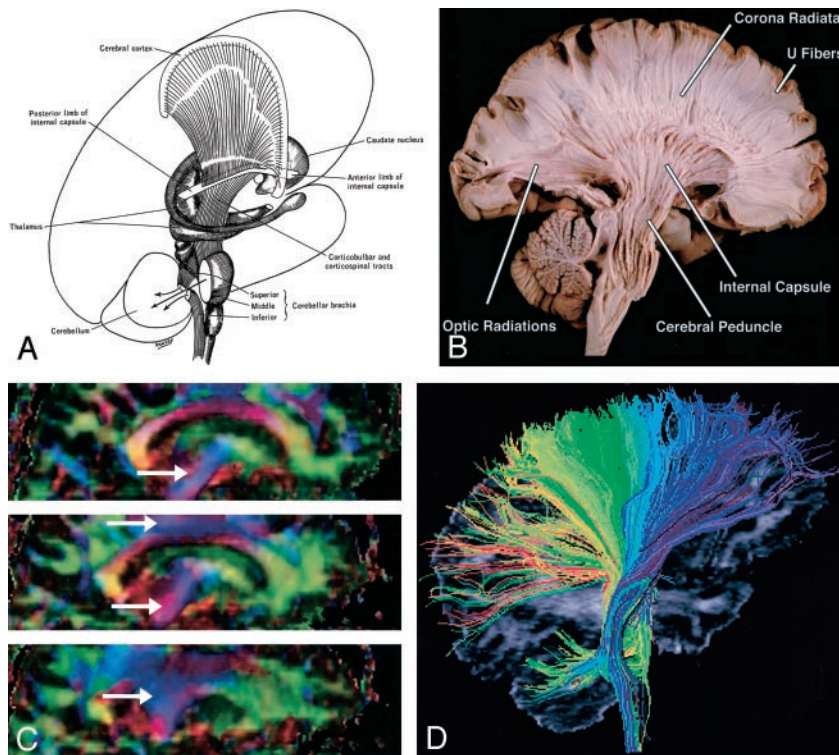 Cerebral cortex
Posterior limb of
internal capsule
Caudate nucleus
Anterior limb of
internal capsule
Thalamus
Corticobulbar and
corticospinal tracts
Superior
Middle
Inferior
Cerebellar brachia
Cerebellum
A
Corona Radiata
U Fibers
Internal Capsule
Optic Radiations
Cerebral Peduncle
B
C
D